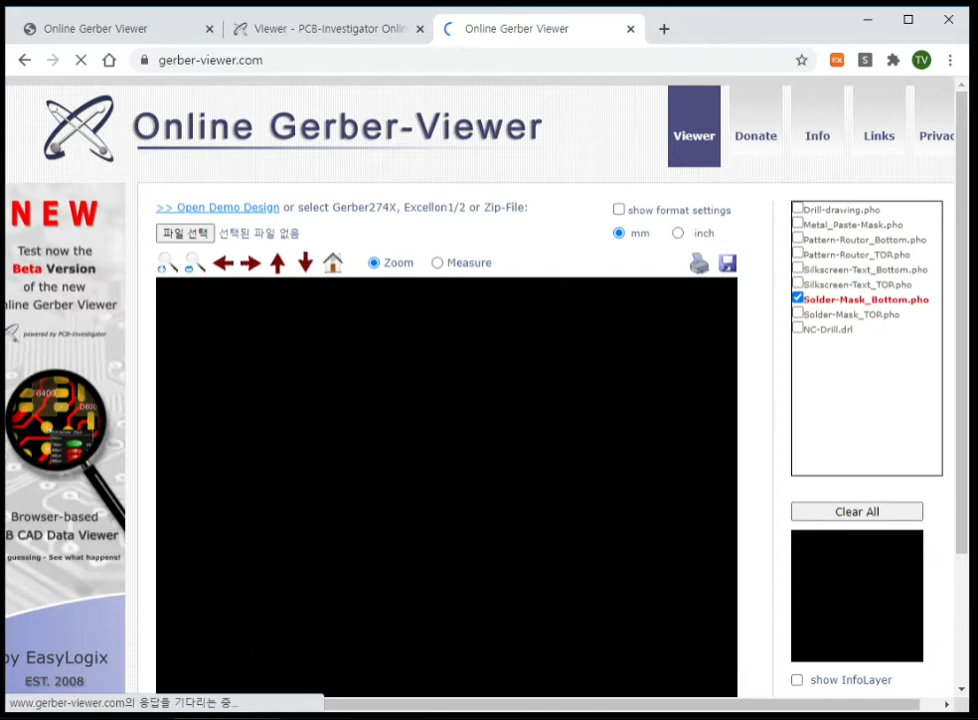 Online Gerber Viewer
Viewer - PCB-Investigator Onlin
Online Gerber Viewer
gerber-viewer.com
EX
S
TV
Online Gerber-Viewer
Viewer
Donate
Info
Links
Privac
NEW
Test now the
Beta Version
of the new
nline Gerber Viewer
powered by PCB-Investigator
Browser-based
B CAD Data Viewer
guessing - See what happens!
by EasyLogix
EST. 2008
>> Open Demo Design or select Gerber274X, Excellon1/2 or Zip-File:
파일 선택 선택된 파일 없음
show format settings
mm inch
Zoom Measure
Drill-drawing.pho
Metal_Paste-Mask.pho
Pattern-Routor_Bottom.pho
Pattern-Routor_TOP.pho
Silkscreen-Text_Bottom.pho
Silkscreen-Text_TOP.pho
Solder-Mask_Bottom.pho
Solder-Mask_TOP.pho
NC-Drill.drl
Clear All
show InfoLayer
www.gerber-viewer.com의 응답을 기다리는 중...